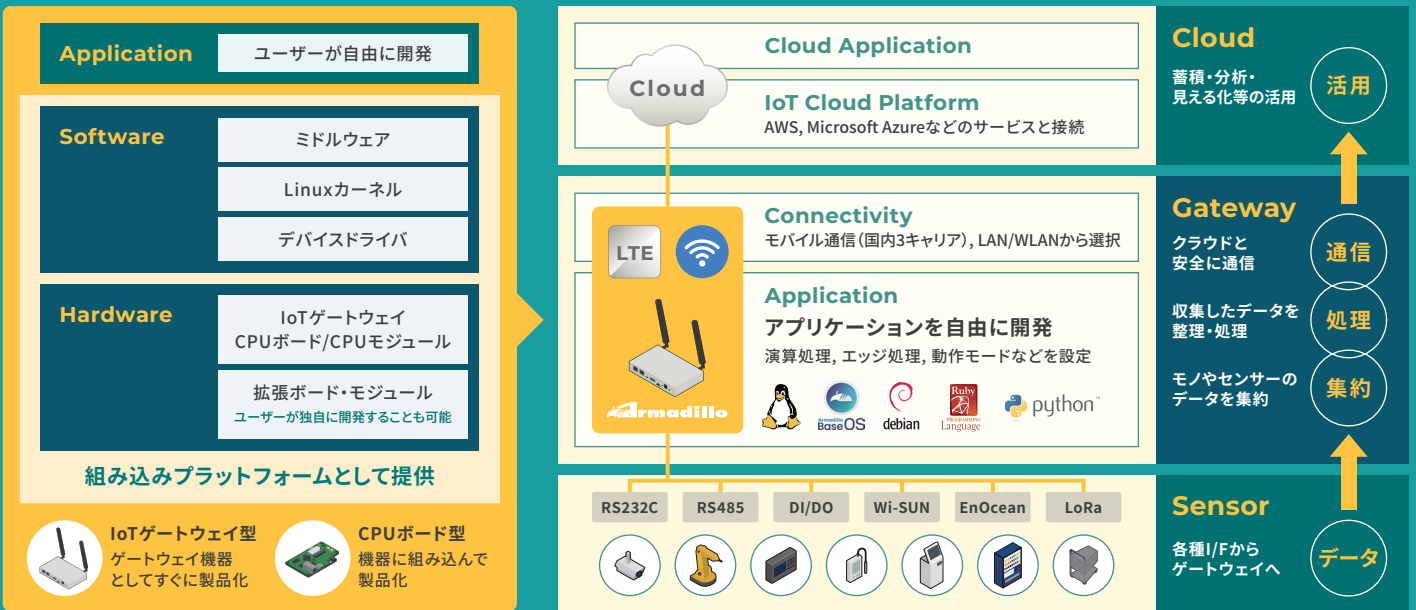 Application
ユーザーが自由に開発
Software
ミドルウェア
Linuxカーネル
デバイスドライバ
Hardware
IoTゲートウェイ
CPUボード/CPUモジュール
拡張ボード・モジュール
ユーザーが独自に開発することも可能
組み込みプラットフォームとして提供
IoTゲートウェイ型
ゲートウェイ機器
としてすぐに製品化
CPUボード型
機器に組み込んで
製品化
Cloud
Cloud Application
IoT Cloud Platform
AWS, Microsoft Azureなどのサービスと接続
LTE
Armadillo
Connectivity
モバイル通信（国内3キャリア）, LAN/WLANから選択
Application
アプリケーションを自由に開発
演算処理, エッジ処理, 動作モードなどを設定
Armadillo
BaseOS
debian
Ruby
PROGRAMMING
Language
python™
RS232C
RS485
DI/DO
Wi-SUN
EnOcean
LoRa
Cloud
蓄積・分析・
見える化等の活用
活用
Gateway
クラウドと
安全に通信
通信
収集したデータを
整理・処理
処理
モノやセンサーの
データを集約
集約
Sensor
各種I/Fから
ゲートウェイへ
データ